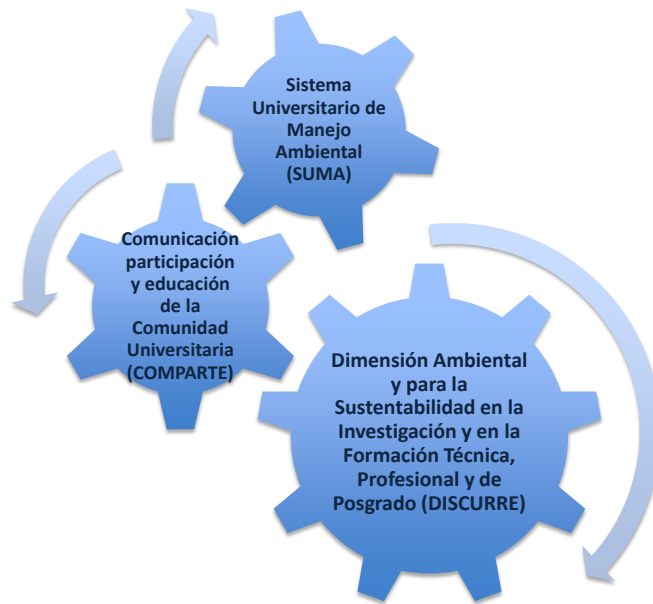 Sistema
Universitario de
Manejo
Ambiental
(SUMA)
Comunicación
participación
y educación
de la
Comunidad
Universitaria
(COMPARTE)
Dimensión Ambiental
y para la
Sustentabilidad en la
Investigación y en la
Formación Técnica,
Profesional y de
Posgrado (DISCURRE)